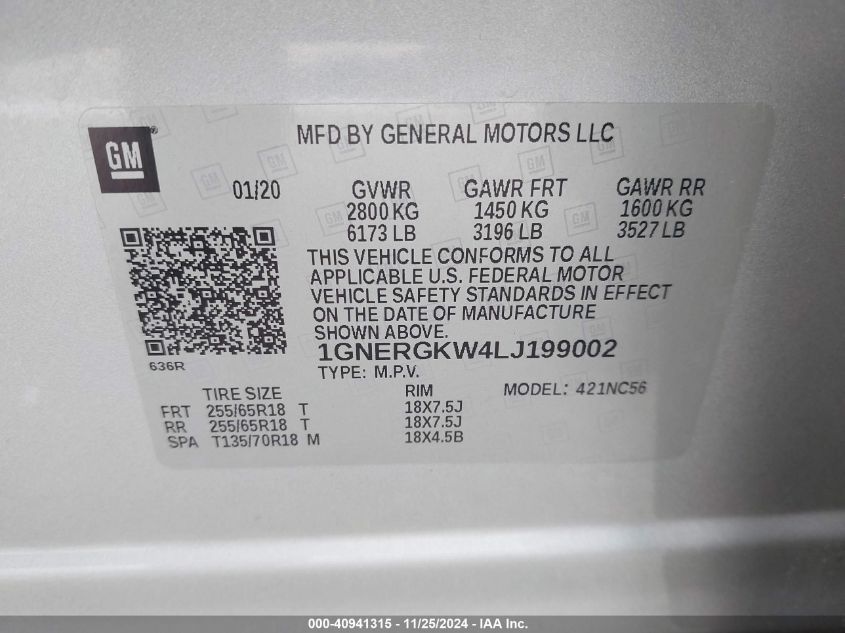 GM
MFD BY GENERAL MOTORS LLC
01/20 GVWR GAWR FRT GAWR RR
2800 KG 1450 KG 1600 KG
6173 LB 3196 LB 3527 LB
THIS VEHICLE CONFORMS TO ALL
APPLICABLE U.S. FEDERAL MOTOR
VEHICLE SAFETY STANDARDS IN EFFECT
ON THE DATE OF MANUFACTURE
SHOWN ABOVE.
636R
1GNERGKW4LJ199002
TYPE: M.P.V.
TIRE SIZE RIM MODEL: 421NC56
FRT 255/65R18 T 18X7.5J
RR 255/65R18 T 18X7.5J
SPA T135/70R18 M 18X4.5B
000-40941315 - 11/25/2024 - IAA Inc.